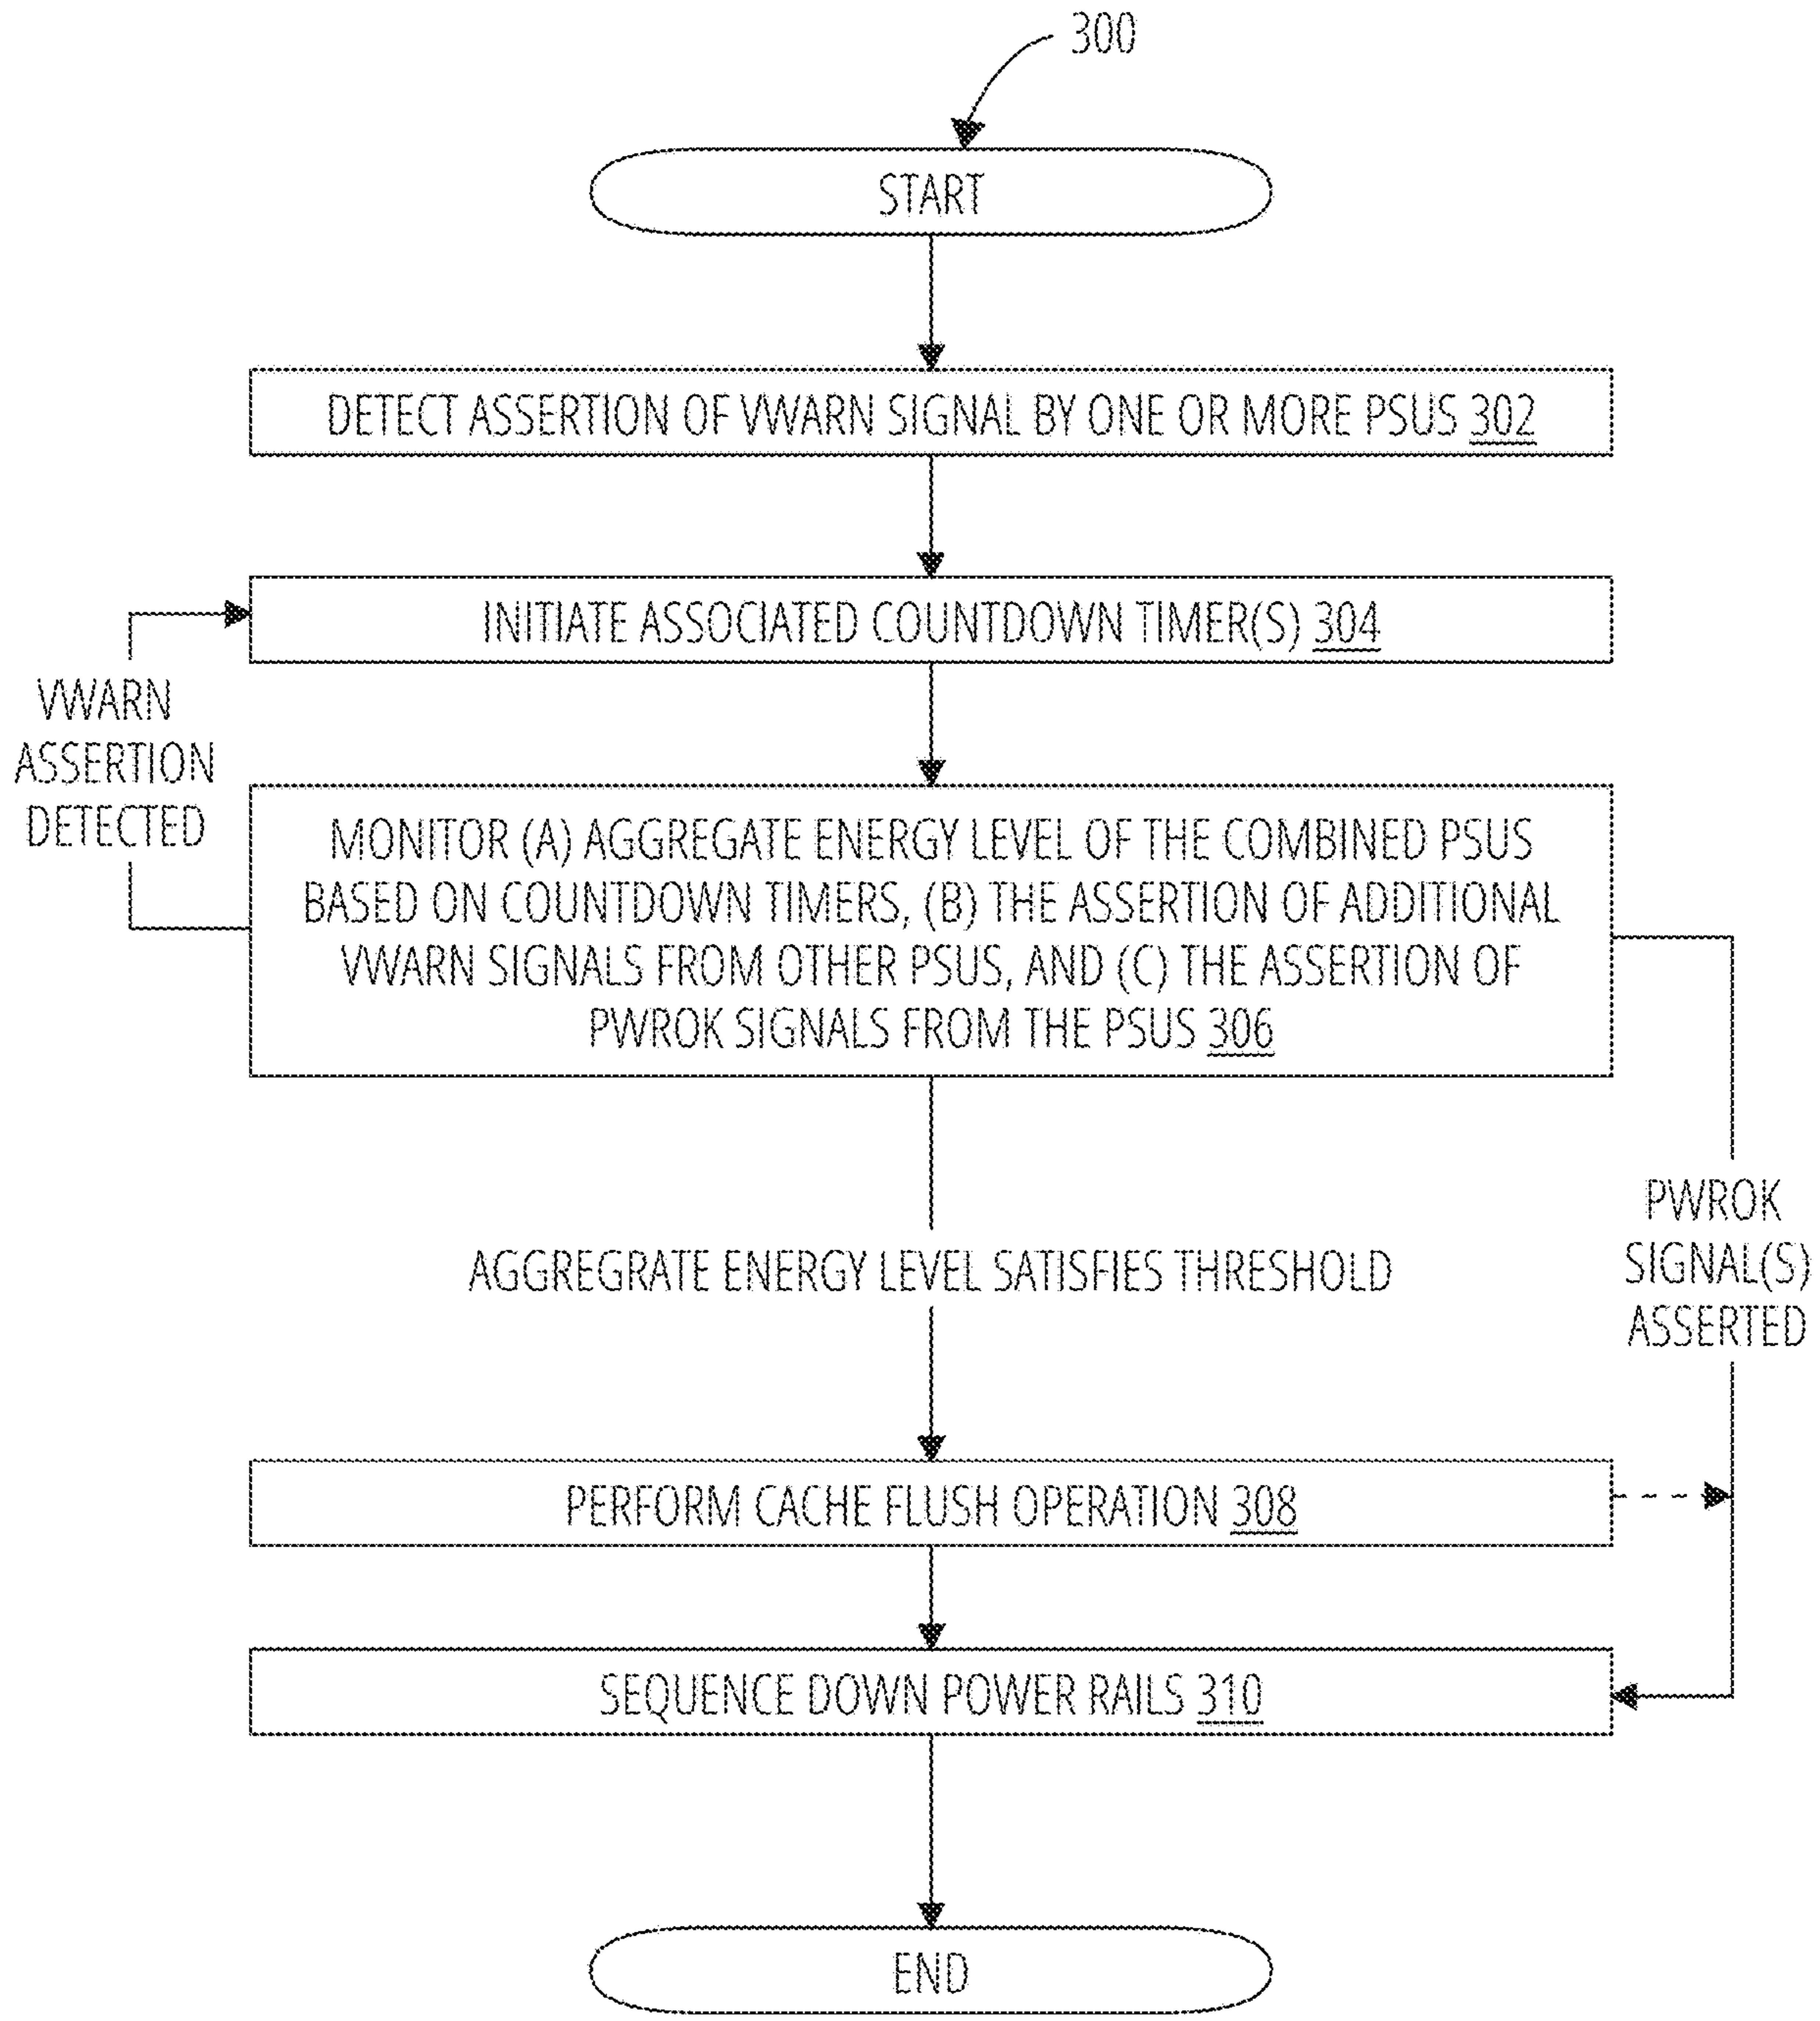 300
START
DETECT ASSERTION OF VWARN SIGNAL BY ONE OR MORE PSUS 302
INITIATE ASSOCIATED COUNTDOWN TIMER(S) 304
VWARN
ASSERTION
DETECTED
MONITOR (A) AGGREGATE ENERGY LEVEL OF THE COMBINED PSUS
BASED ON COUNTDOWN TIMERS, (B) THE ASSERTION OF ADDITIONAL
VWARN SIGNALS FROM OTHER PSUS, AND (C) THE ASSERTION OF
PWROK SIGNALS FROM THE PSUS 306
PWROK
SIGNAL(S)
ASSERTED
AGGREGRATE ENERGY LEVEL SATISFIES THRESHOLD
PERFORM CACHE FLUSH OPERATION 308
SEQUENCE DOWN POWER RAILS 310
END